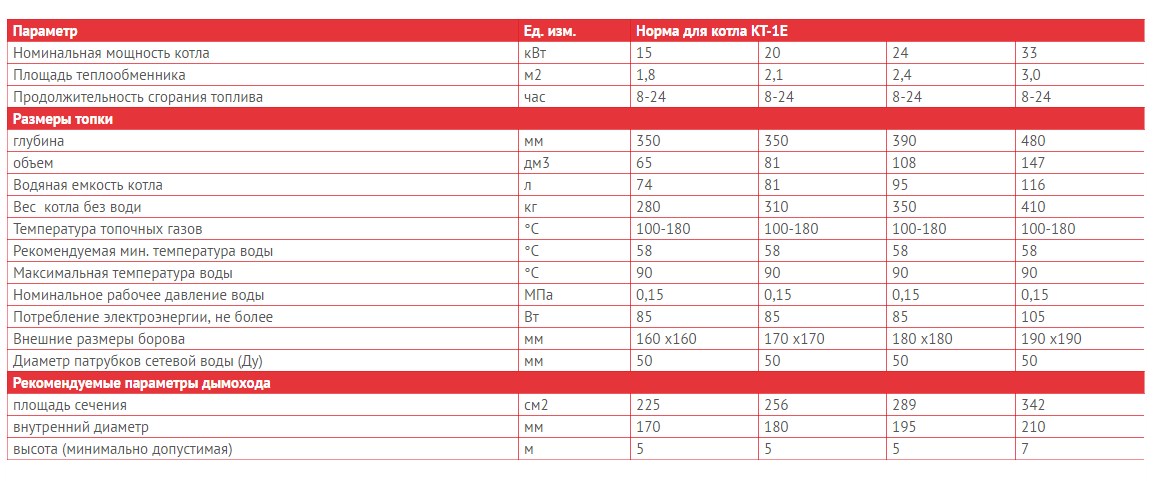 Параметр Ед. изм. Норма для котла КТ-1Е
Номинальная мощность котла кВт 15 20 24 33
Площадь теплообменника м2 1,8 2,1 2,4 3,0
Продолжительность сгорания топлива час 8-24 8-24 8-24 8-24
Размеры топки
глубина мм 350 350 390 480
объем дм3 65 81 108 147
Водяная емкость котла л 74 81 95 116
Вес котла без води кг 280 310 350 410
Температура топочных газов °С 100-180 100-180 100-180 100-180
Рекомендуемая мин. температура воды °С 58 58 58 58
Максимальная температура воды °С 90 90 90 90
Номинальное рабочее давление воды МПа 0,15 0,15 0,15 0,15
Потребление электроэнергии, не более Вт 85 85 85 105
Внешние размеры борова мм 160 х160 170 х170 180 х180 190 х190
Диаметр патрубков сетевой воды (Ду) мм 50 50 50 50
Рекомендуемые параметры дымохода
площадь сечения см2 225 256 289 342
внутренний диаметр мм 170 180 195 210
высота (минимально допустимая) м 5 5 5 7